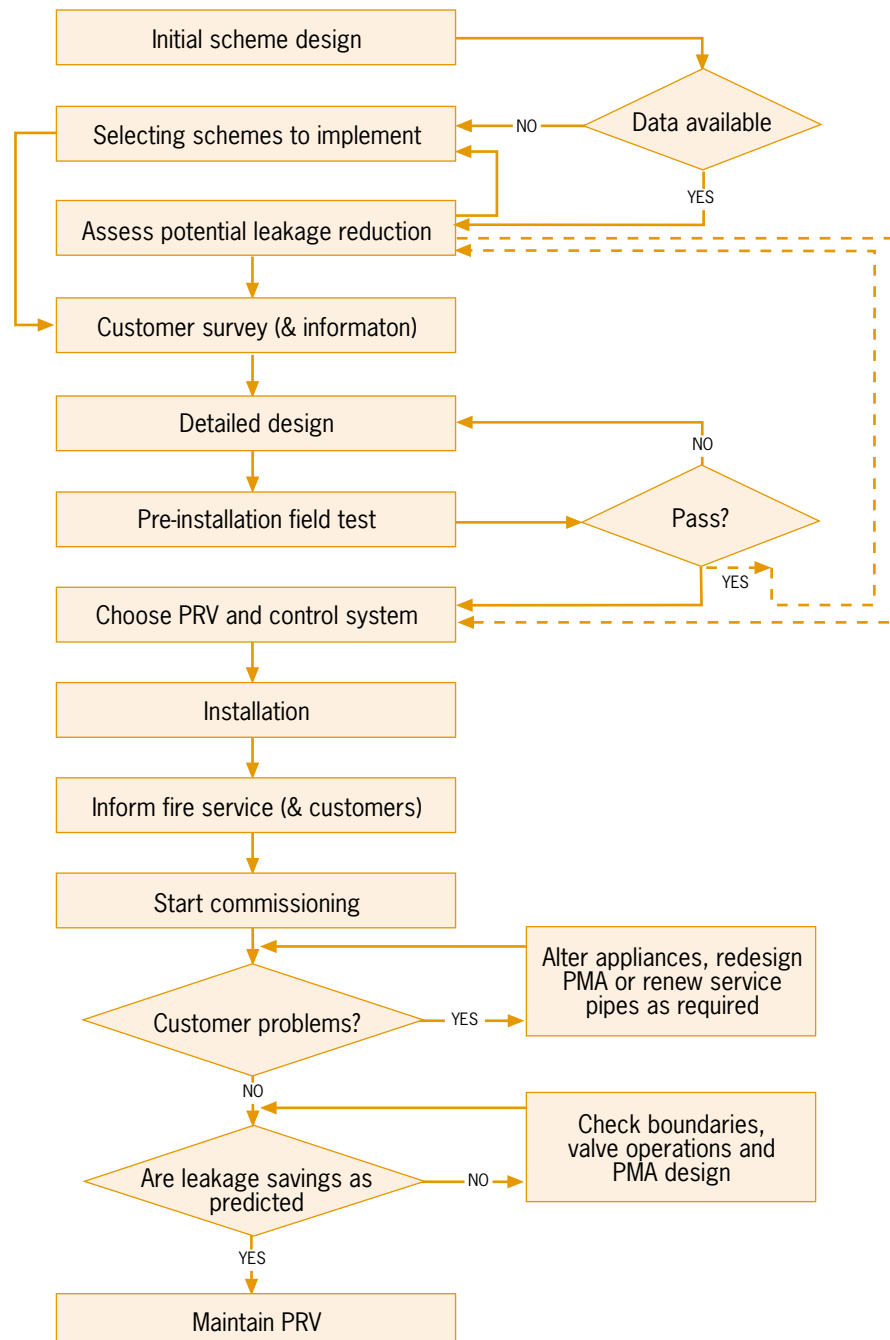 Initial scheme design
Data available
NO
Selecting schemes to implement
YES
Assess potential leakage reduction
Customer survey (& informaton)
Detailed design
NO
Pre-installation field test
Pass?
YES
Choose PRV and control system
Installation
Inform fire service (& customers)
Start commissioning
Alter appliances, redesign
PMA or renew service
pipes as required
Customer problems?
YES
NO
Check boundaries,
valve operations and
PMA design
Are leakage savings as
predicted
NO
YES
Maintain PRV